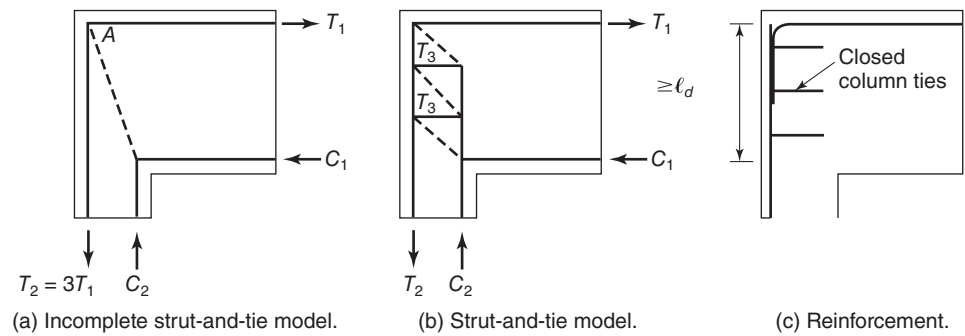 A
T₁
C₁
T₂ = 3T₁
C₂
(a) Incomplete strut-and-tie model.
T₁
T₃
T₃
C₁
T₂
C₂
(b) Strut-and-tie model.
≥ℓd
Closed
column ties
(c) Reinforcement.